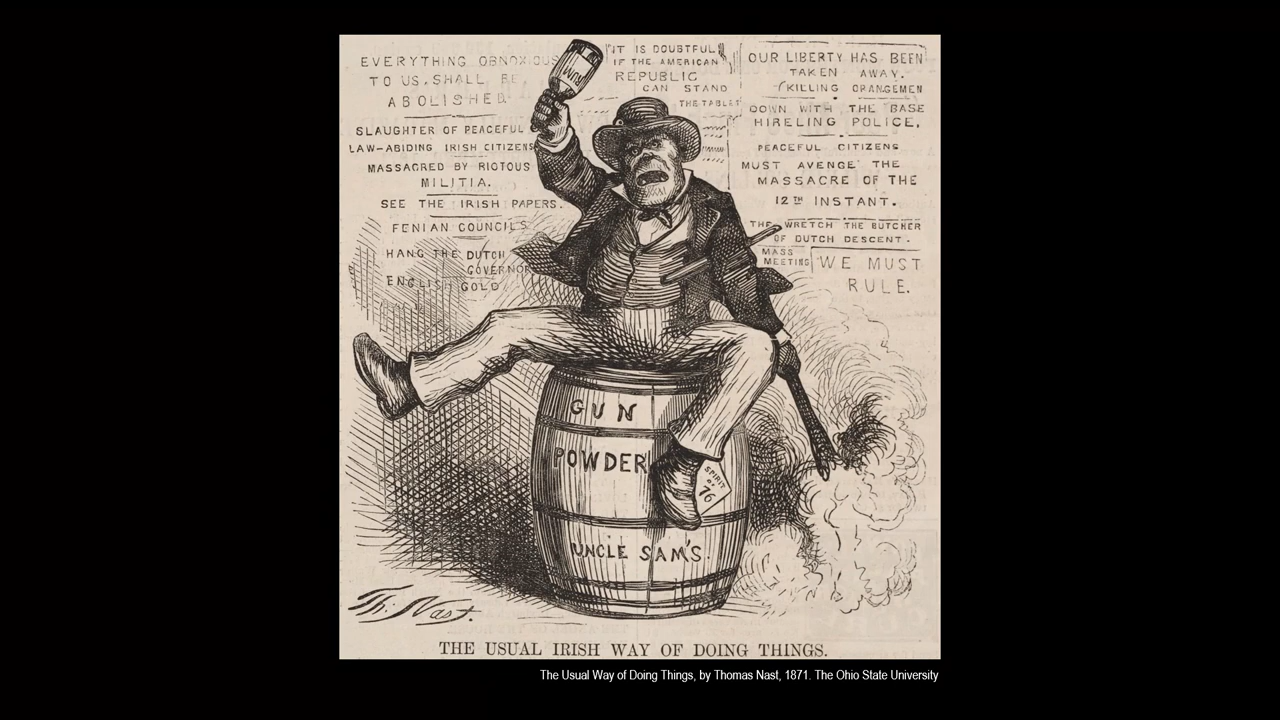 EVERYTHING OBNOXIOUS
TO US, SHALL BE
ABOLISHED
SLAUGHTER OF PEACEFUL
LAW-ABIDING IRISH CITIZENS
MASSACRED BY RIOTOUS
MILITIA.
SEE THE IRISH PAPERS.
FENIAN COUNCILS
HANG THE DUTCH
GOVERNOR
ENGLISH GOLD
RUM
IT IS DOUBTFUL
IF THE AMERICAN
REPUBLIC
CAN STAND
THE TABLET
OUR LIBERTY HAS BEEN
TAKEN AWAY.
(KILLING ORANGEMEN
DOWN WITH THE BASE
HIRELING POLICE,
PEACEFUL CITIZENS
MUST AVENGE THE
MASSACRE OF THE
12TH INSTANT.
THE WRETCH THE BUTCHER
OF DUTCH DESCENT.
MASS
MEETING
WE MUST
RULE.
GUN
POWDER
SPIRIT
OF
76
UNCLE SAM'S.
Th: Nast.
THE USUAL IRISH WAY OF DOING THINGS.
The Usual Way of Doing Things, by Thomas Nast, 1871. The Ohio State University